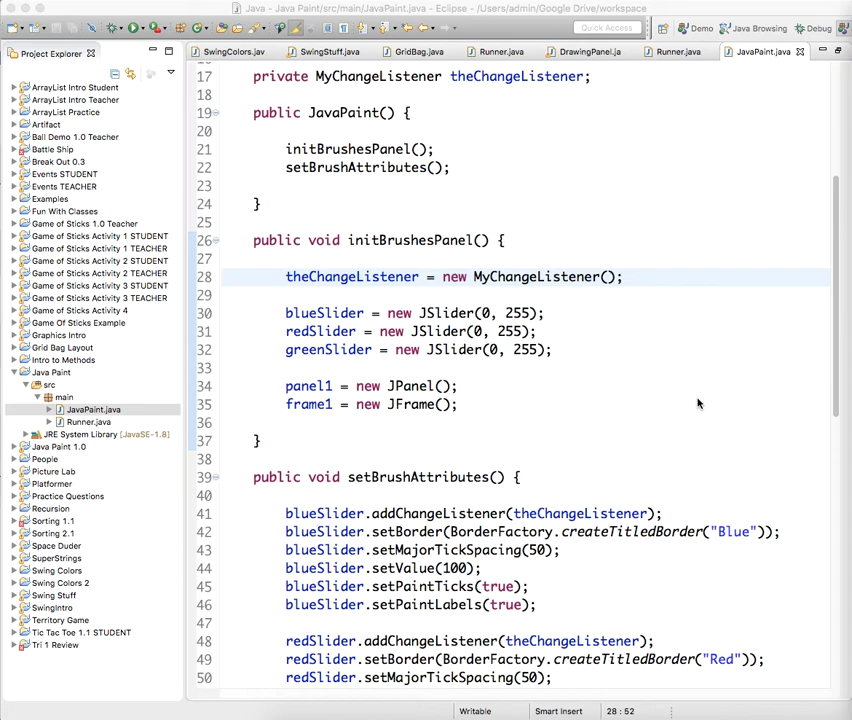 Java - Java Paint/src/main/JavaPaint.java - Eclipse - /Users/admin/Google Drive/workspace
Quick Access
Demo
Java Browsing
Debug
Project Explorer
SwingColors.jav
SwingStuff.java
GridBag.java
Runner.java
DrawingPanel.ja
Runner.java
JavaPaint.java
ArrayList Intro Student
ArrayList Intro Teacher
ArrayList Practice
Artifact
Ball Demo 1.0 Teacher
Battle Ship
Break Out 0.3
Events STUDENT
Events TEACHER
Examples
Fun With Classes
Game of Sticks 1.0 Teacher
Game of Sticks Activity 1 STUDENT
Game of Sticks Activity 1 TEACHER
Game of Sticks Activity 2 STUDENT
Game of Sticks Activity 2 TEACHER
Game of Sticks Activity 3 STUDENT
Game of Sticks Activity 3 TEACHER
Game of Sticks Activity 4
Game Of Sticks Example
Graphics Intro
Grid Bag Layout
Intro to Methods
Java Paint
src
main
JavaPaint.java
Runner.java
JRE System Library [JavaSE-1.8]
Java Paint 1.0
People
Picture Lab
Platformer
Practice Questions
Recursion
Sorting 1.1
Sorting 2.1
Space Duder
SuperStrings
Swing Colors
Swing Colors 2
Swing Stuff
SwingIntro
Territory Game
Tic Tac Toe 1.1 STUDENT
Tri 1 Review
17 private MyChangeListener theChangeListener;
18
19 public JavaPaint() {
20
21 initBrushesPanel();
22 setBrushAttributes();
23
24 }
25
26 public void initBrushesPanel() {
27
28 theChangeListener = new MyChangeListener();
29
30 blueSlider = new JSlider(0, 255);
31 redSlider = new JSlider(0, 255);
32 greenSlider = new JSlider(0, 255);
33
34 panel1 = new JPanel();
35 frame1 = new JFrame();
36
37 }
38
39 public void setBrushAttributes() {
40
41 blueSlider.addChangeListener(theChangeListener);
42 blueSlider.setBorder(BorderFactory.createTitledBorder("Blue"));
43 blueSlider.setMajorTickSpacing(50);
44 blueSlider.setValue(100);
45 blueSlider.setPaintTicks(true);
46 blueSlider.setPaintLabels(true);
47
48 redSlider.addChangeListener(theChangeListener);
49 redSlider.setBorder(BorderFactory.createTitledBorder("Red"));
50 redSlider.setMajorTickSpacing(50);
Writable
Smart Insert
28 : 52